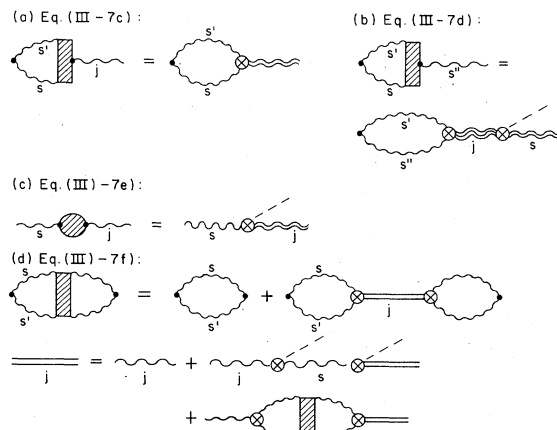 (a) Eq. (III - 7c) :
s'
s
j
=
s'
s
(b) Eq. (III-7d) :
s'
s
s"
=
s'
s"
j
s
(c) Eq. (III) - 7e) :
s
j
=
s
j
(d) Eq. (III) - 7f) :
s
s'
=
s
s'
+
s
s'
j
j
=
j
+
j
s
+